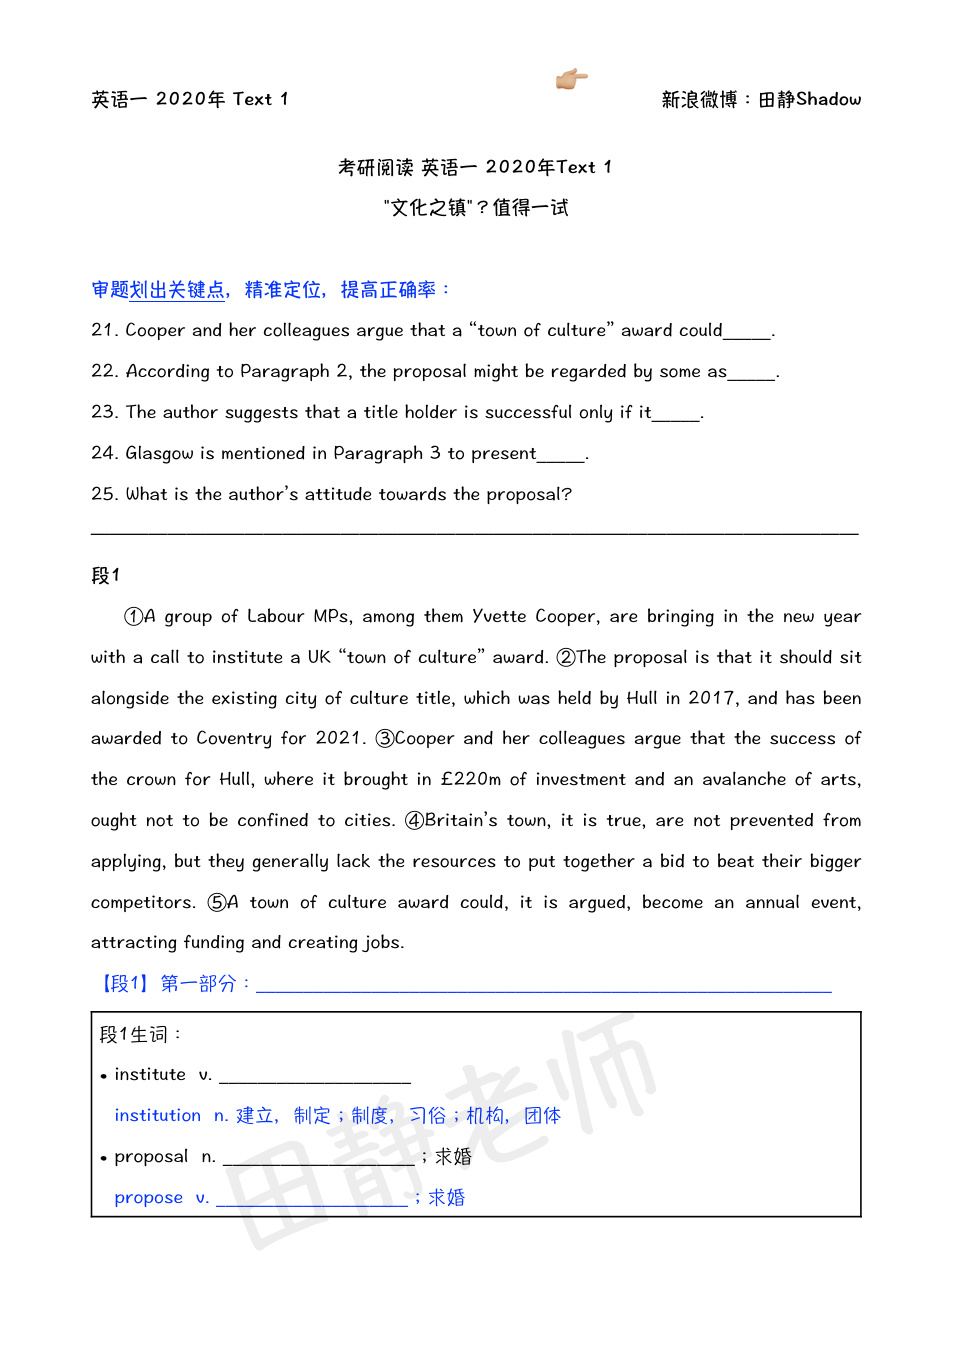 英语一 2020年 Text 1 新浪微博：田静Shadow
考研阅读 英语一 2020年Text 1
"文化之镇"？值得一试
审题划出关键点，精准定位，提高正确率：
21. Cooper and her colleagues argue that a “town of culture” award could_____.
22. According to Paragraph 2, the proposal might be regarded by some as_____.
23. The author suggests that a title holder is successful only if it_____.
24. Glasgow is mentioned in Paragraph 3 to present_____.
25. What is the author’s attitude towards the proposal?
段1
①A group of Labour MPs, among them Yvette Cooper, are bringing in the new year
with a call to institute a UK “town of culture” award. ②The proposal is that it should sit
alongside the existing city of culture title, which was held by Hull in 2017, and has been
awarded to Coventry for 2021. ③Cooper and her colleagues argue that the success of
the crown for Hull, where it brought in £220m of investment and an avalanche of arts,
ought not to be confined to cities. ④Britain’s town, it is true, are not prevented from
applying, but they generally lack the resources to put together a bid to beat their bigger
competitors. ⑤A town of culture award could, it is argued, become an annual event,
attracting funding and creating jobs.
【段1】第一部分：____________________________________________________________
段1生词：
• institute v. ____________________
institution n. 建立，制定；制度，习俗；机构，团体
• proposal n. ____________________；求婚
propose v. ____________________；求婚
田静老师